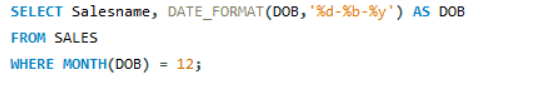 SELECT Salesname, DATE_FORMAT(DOB,'%d-%b-%y') AS DOB
FROM SALES
WHERE MONTH(DOB) = 12;